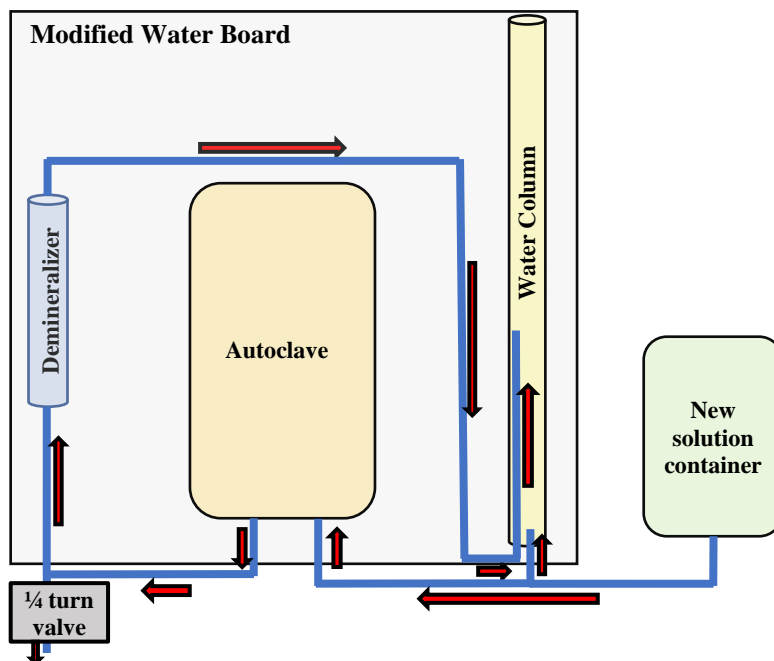 Modified Water Board
Demineralizer
Autoclave
Water Column
New
solution
container
¼ turn
valve